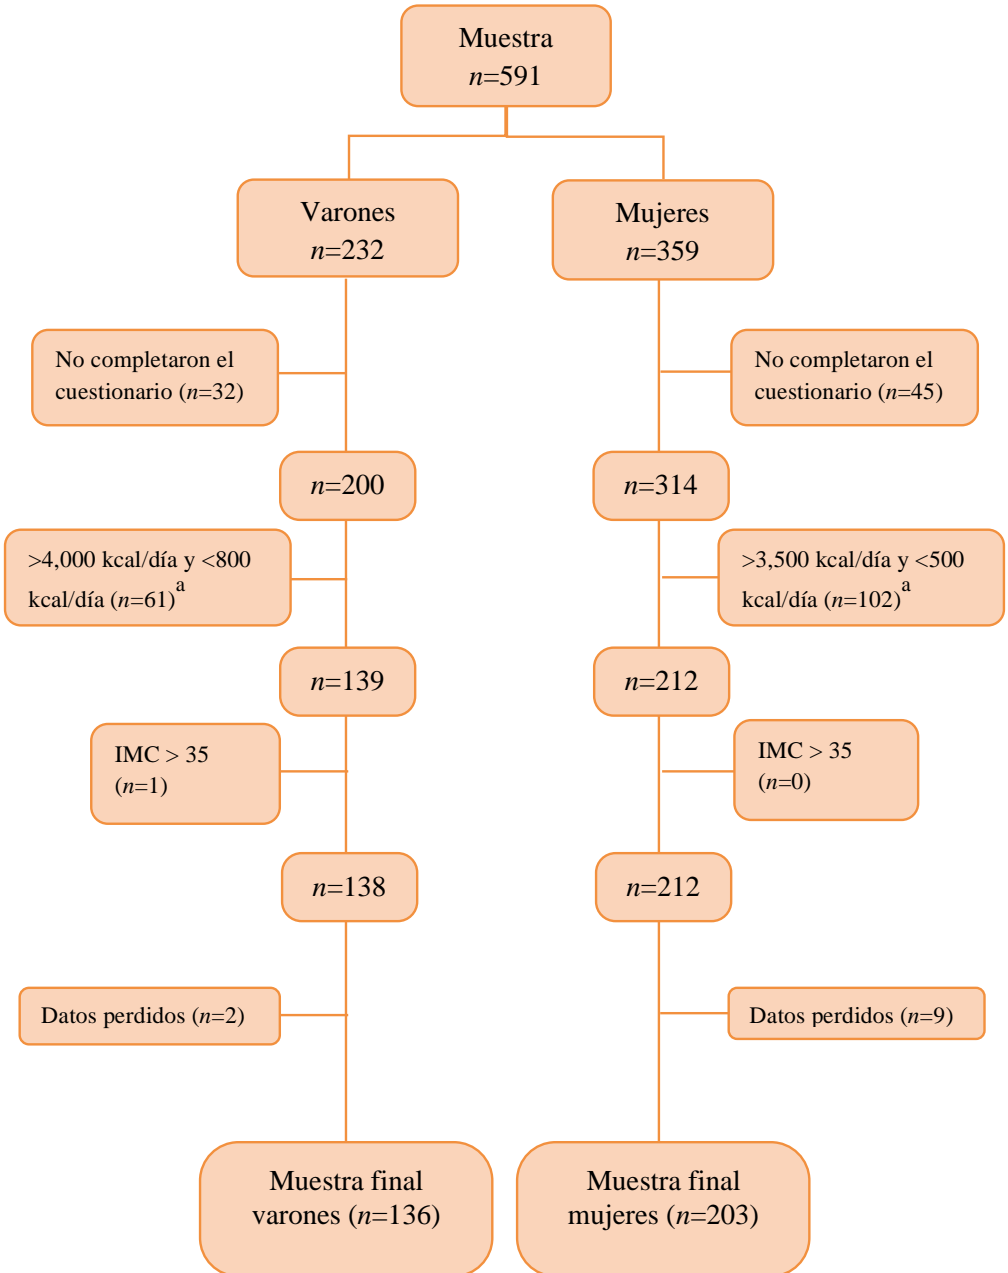 Muestra
n=591
Varones
n=232
Mujeres
n=359
No completaron el
cuestionario (n=32)
No completaron el
cuestionario (n=45)
n=200
n=314
>4,000 kcal/día y <800
kcal/día (n=61)a
>3,500 kcal/día y <500
kcal/día (n=102)a
n=139
n=212
IMC > 35
(n=1)
IMC > 35
(n=0)
n=138
n=212
Datos perdidos (n=2)
Datos perdidos (n=9)
Muestra final
varones (n=136)
Muestra final
mujeres (n=203)